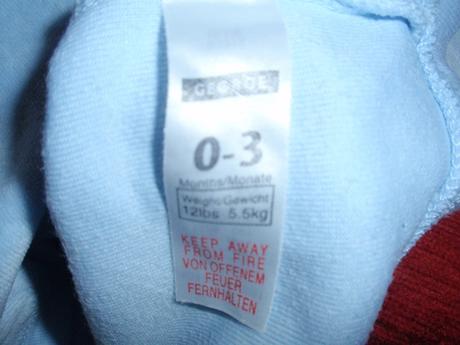 GEORGE
0-3
Months/Monate
Weight/Gewicht
12lbs 5.5kg
KEEP AWAY
FROM FIRE
VON OFFENEM
FEUER
FERNHALTEN